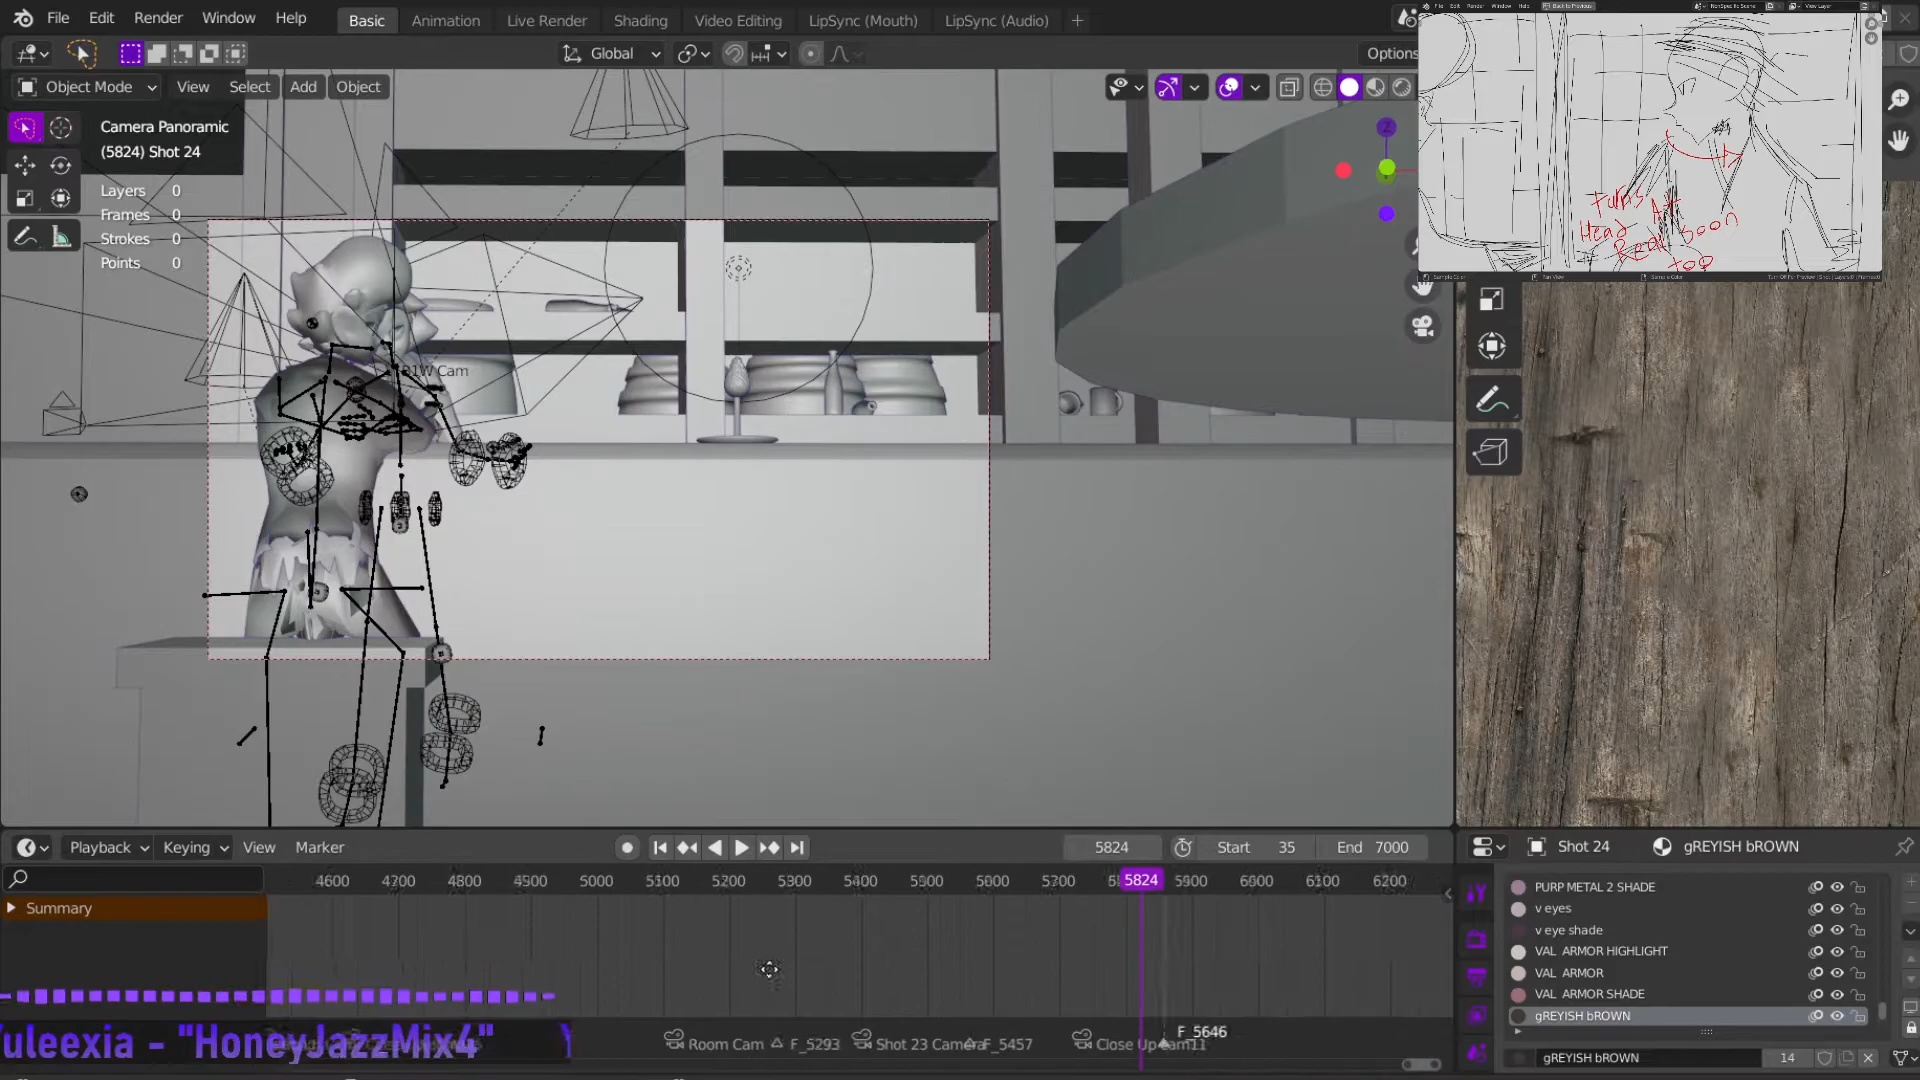 File Edit Render Window Help
Basic Animation Live Render Shading Video Editing LipSync (Mouth) LipSync (Audio)
Global
Options
Object Mode View Select Add Object
Camera Panoramic
(5824) Shot 24
Layers 0
Frames 0
Strokes 0
Points 0
Cam
Turns
Head
Real Soon
too
Playback Keying View Marker
5824
Start 35
End 7000
4600 4700 4800 4900 5000 5100 5200 5300 5400 5824 5900 6000 6100 6200
Summary
Room Cam F_5293 Shot 23 Camera F_5457 Close Up F_5646
uleexia - "HoneyJazzMix4"
Shot 24 gREYISH bROWN
PURP METAL 2 SHADE
v eyes
v eye shade
VAL ARMOR HIGHLIGHT
VAL ARMOR
VAL ARMOR SHADE
gREYISH bROWN
gREYISH bROWN 14